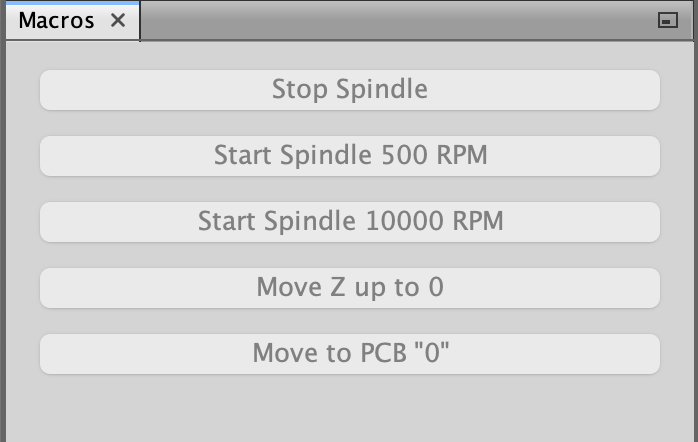 Macros
Stop Spindle
Start Spindle 500 RPM
Start Spindle 10000 RPM
Move Z up to 0
Move to PCB "0"